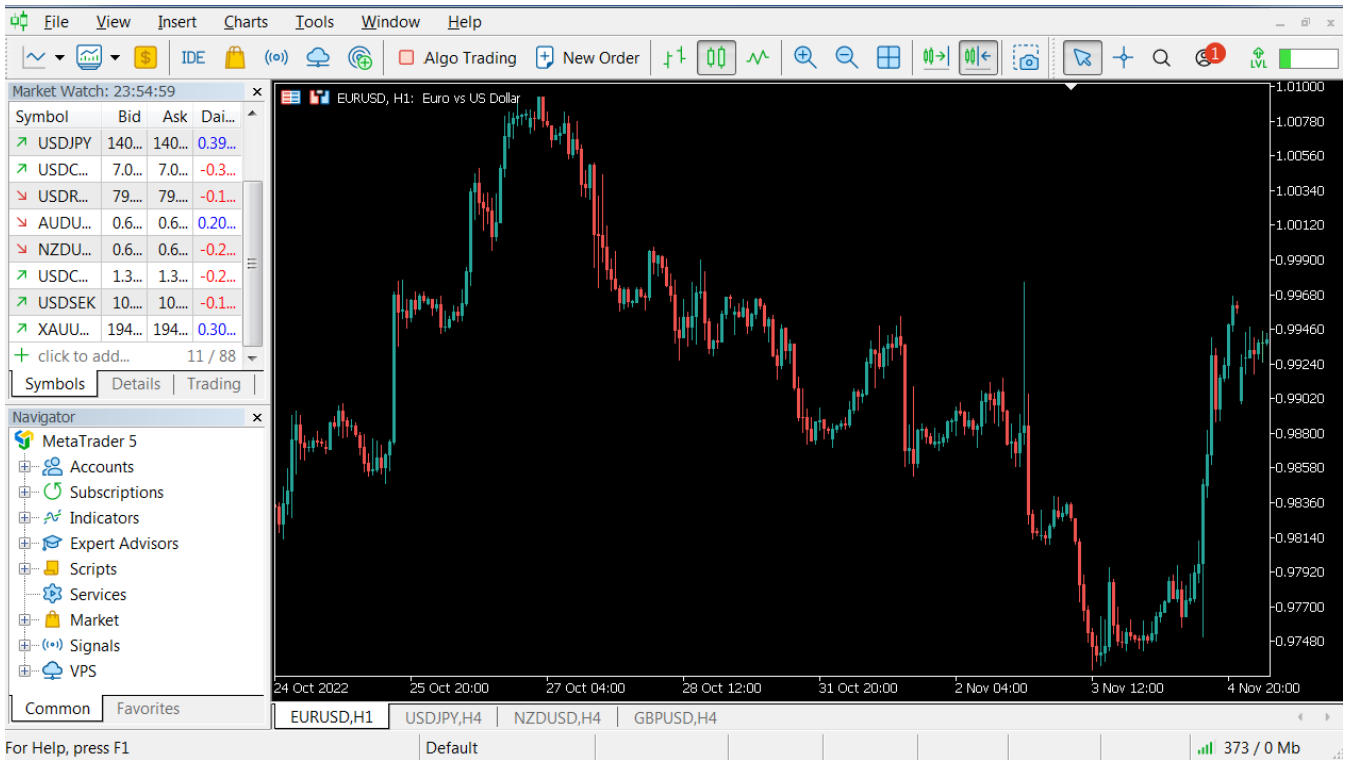 File View Insert Charts Tools Window Help
IDE Algo Trading New Order 1 LVL
Market Watch: 23:54:59
Symbol Bid Ask Dai...
USDJPY 140... 140... 0.39...
USDC... 7.0... 7.0... -0.3...
USDR... 79.... 79.... -0.1...
AUDU... 0.6... 0.6... 0.20...
NZDU... 0.6... 0.6... -0.2...
USDC... 1.3... 1.3... -0.2...
USDSEK 10.... 10.... -0.1...
XAUU... 194... 194... 0.30...
click to add... 11 / 88
Symbols Details Trading
Navigator
MetaTrader 5
Accounts
Subscriptions
Indicators
Expert Advisors
Scripts
Services
Market
Signals
VPS
Common Favorites
EURUSD, H1: Euro vs US Dollar
1.01000
1.00780
1.00560
1.00340
1.00120
0.99900
0.99680
0.99460
0.99240
0.99020
0.98800
0.98580
0.98360
0.98140
0.97920
0.97700
0.97480
24 Oct 2022 25 Oct 20:00 27 Oct 04:00 28 Oct 12:00 31 Oct 20:00 2 Nov 04:00 3 Nov 12:00 4 Nov 20:00
EURUSD,H1 USDJPY,H4 NZDUSD,H4 GBPUSD,H4
For Help, press F1 Default 373 / 0 Mb